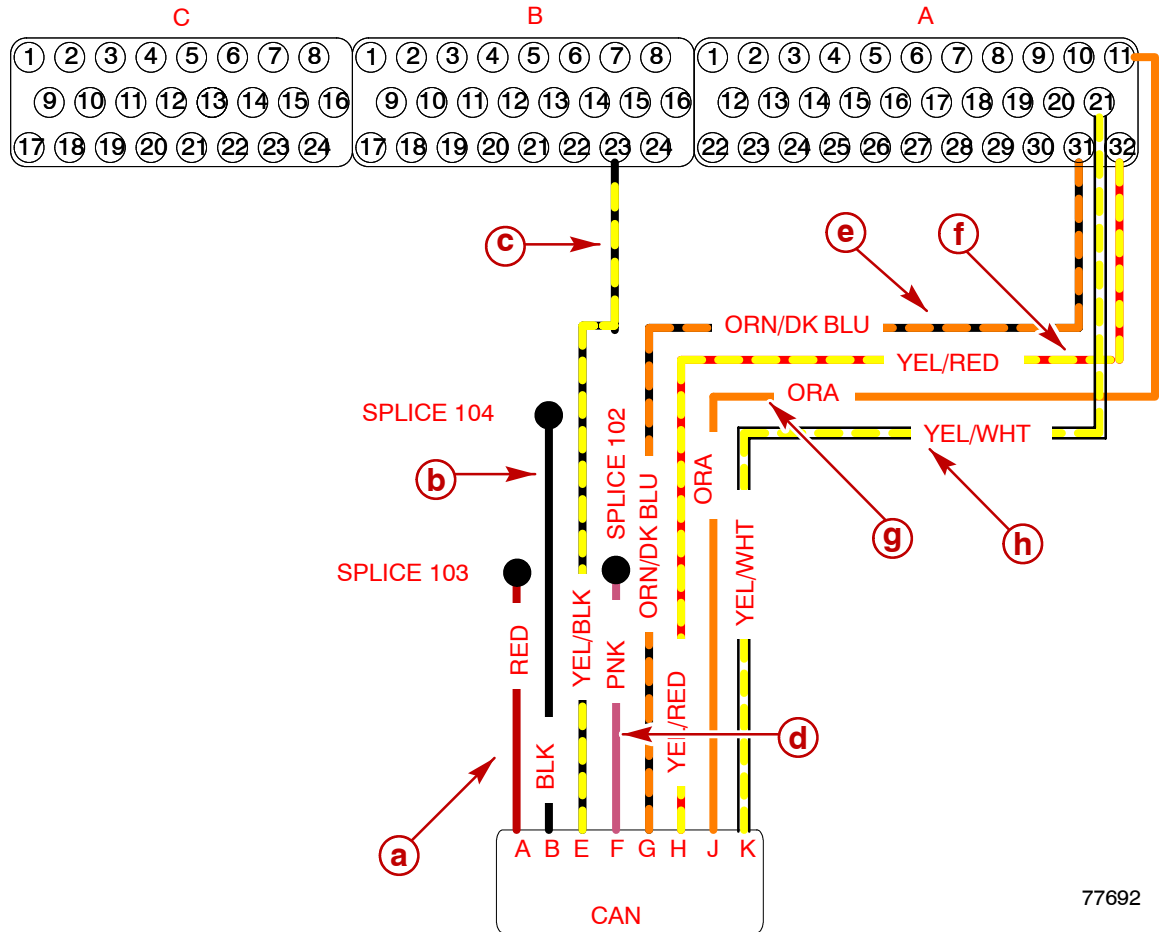 C
B
A
1 2 3 4 5 6 7 8
1 2 3 4 5 6 7 8
1 2 3 4 5 6 7 8 9 10 11
9 10 11 12 13 14 15 16
9 10 11 12 13 14 15 16
12 13 14 15 16 17 18 19 20 21
17 18 19 20 21 22 23 24
17 18 19 20 21 22 23 24
22 23 24 25 26 27 28 29 30 31 32
c
e
f
ORN/DK BLU
YEL/RED
ORA
SPLICE 104
YEL/WHT
SPLICE 102
b
ORA
g
h
ORN/DK BLU
YEL/WHT
SPLICE 103
RED
YEL/BLK
PNK
YEL/RED
d
BLK
a
A B E F G H J K
CAN
77692